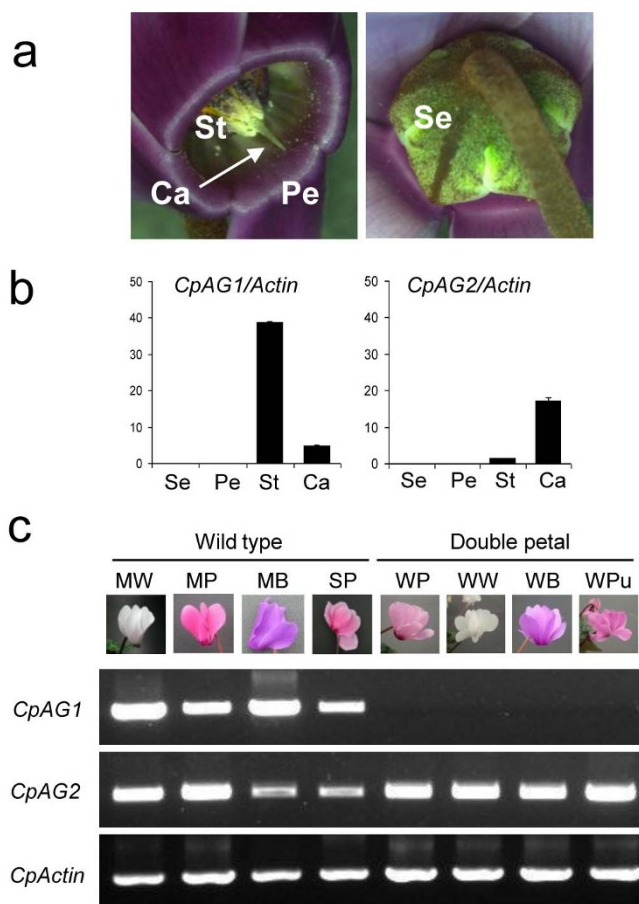 a
St
Ca
Pe
Se
b
CpAG1/Actin
50
40
30
20
10
0
Se Pe St Ca
CpAG2/Actin
50
40
30
20
10
0
Se Pe St Ca
c
Wild type Double petal
MW MP MB SP WP WW WB WPu
CpAG1
CpAG2
CpActin